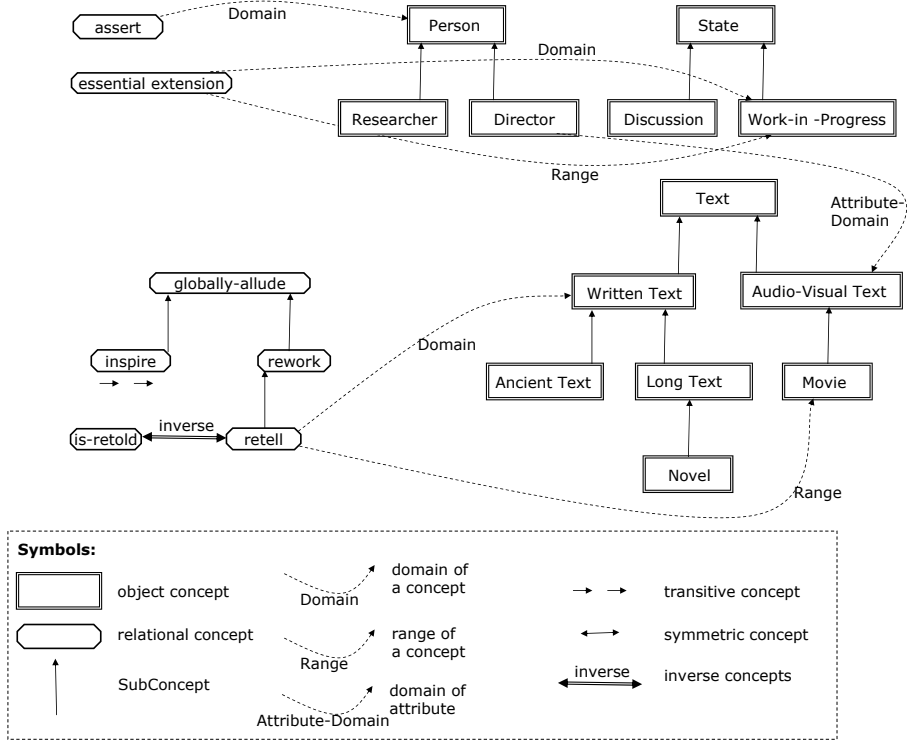 Domain
assert
Person
State
essential extension
Domain
Researcher
Director
Discussion
Work-in -Progress
Range
Text
Attribute-
Domain
globally-allude
Written Text
Audio-Visual Text
Domain
inspire
rework
Ancient Text
Long Text
Movie
is-retold
inverse
retell
Novel
Range
Symbols:
object concept
Domain
domain of
a concept
transitive concept
relational concept
Range
range of
a concept
symmetric concept
SubConcept
Attribute-Domain
domain of
attribute
inverse
inverse concepts